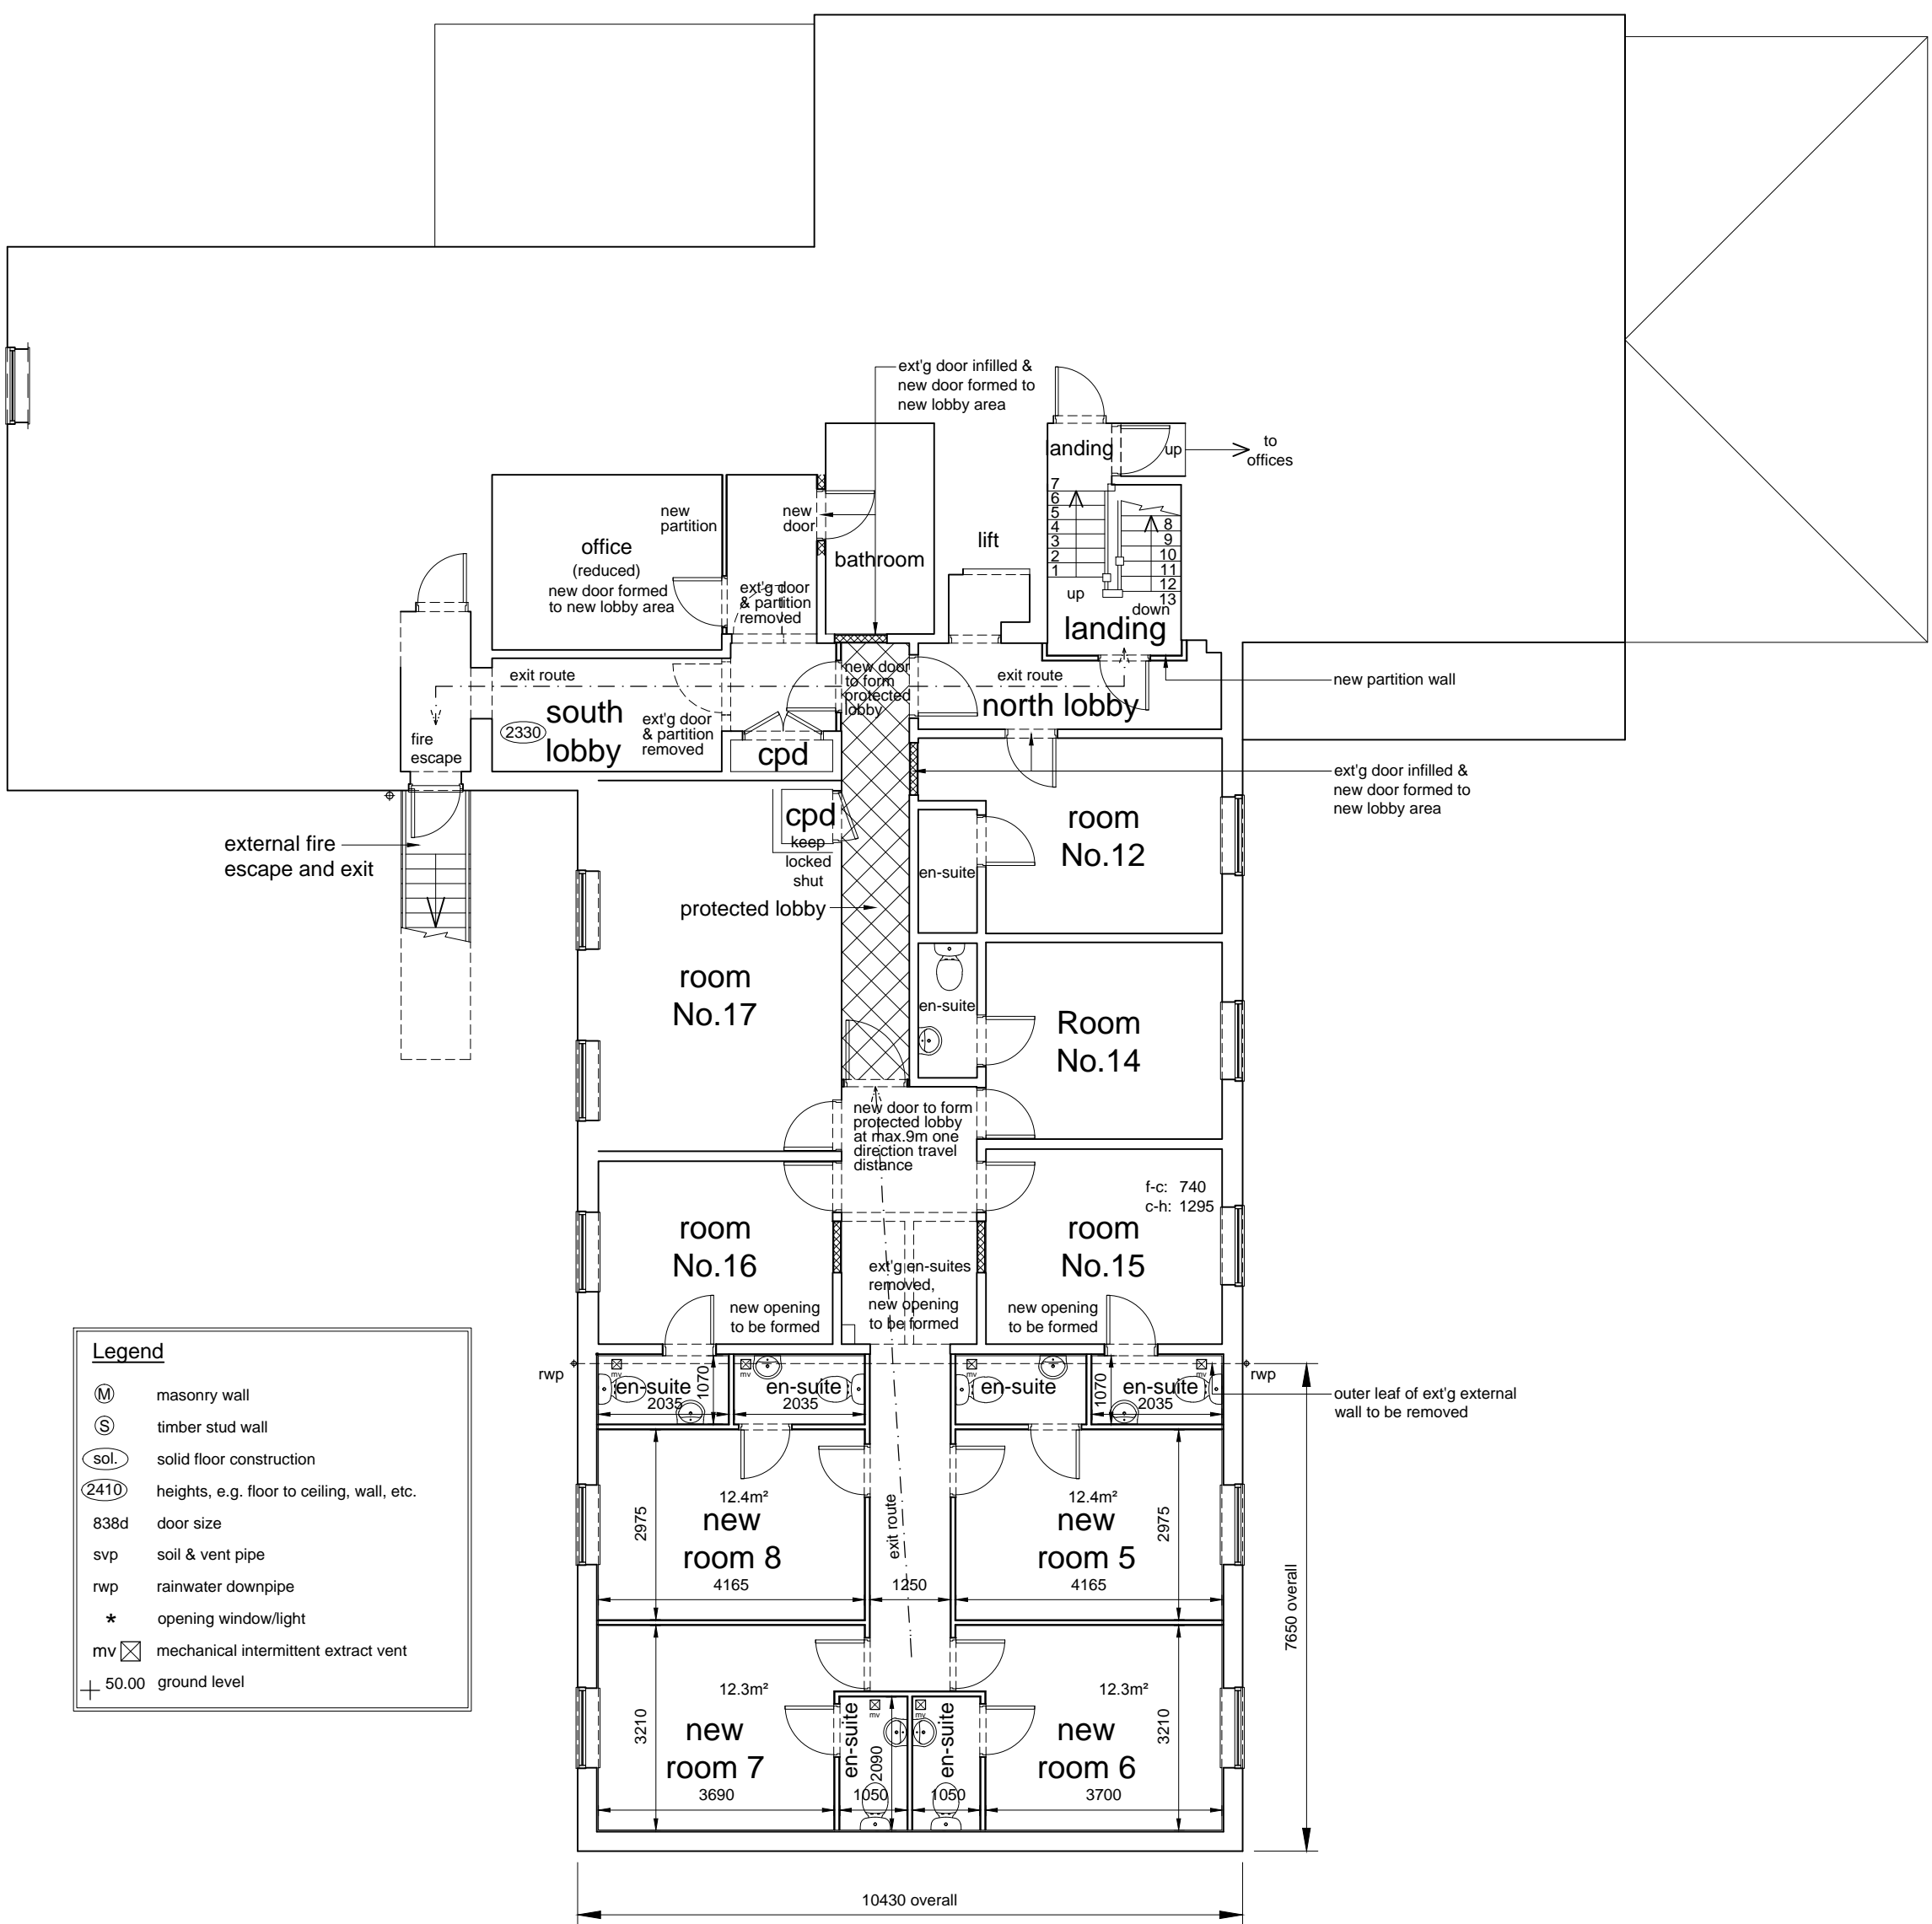 ext'g door infilled &
new door formed to
new lobby area
landing
up
to
offices
7
6
5
4
3
2
1
up
8
9
10
11
12
13
down
landing
new
partition
new
door
office
(reduced)
new door formed
to new lobby area
ext'g door
& partition
removed
bathroom
lift
exit route
south
lobby
2330
ext'g door
& partition
removed
cpd
new door
to form
protected
lobby
exit route
north lobby
new partition wall
fire
escape
ext'g door infilled &
new door formed to
new lobby area
external fire
escape and exit
cpd
keep
locked
shut
protected lobby
en-suite
room
No.12
room
No.17
en-suite
Room
No.14
new door to form
protected lobby
at max.9m one
direction travel
distance
f-c: 740
c-h: 1295
room
No.16
room
No.15
ext'g en-suites
removed,
new opening
to be formed
new opening
to be formed
new opening
to be formed
rwp
mv
en-suite
2035
1070
mv
en-suite
2035
mv
en-suite
1070
mv
en-suite
2035
rwp
outer leaf of ext'g external
wall to be removed
12.4m²
new
room 8
4165
2975
exit route
1250
12.4m²
new
room 5
4165
2975
7650 overall
12.3m²
new
room 7
3690
3210
en-suite
mv
2090
1050
mv
en-suite
1050
12.3m²
new
room 6
3700
3210
10430 overall
Legend
M masonry wall
S timber stud wall
sol. solid floor construction
2410 heights, e.g. floor to ceiling, wall, etc.
838d door size
svp soil & vent pipe
rwp rainwater downpipe
* opening window/light
mv mechanical intermittent extract vent
50.00 ground level